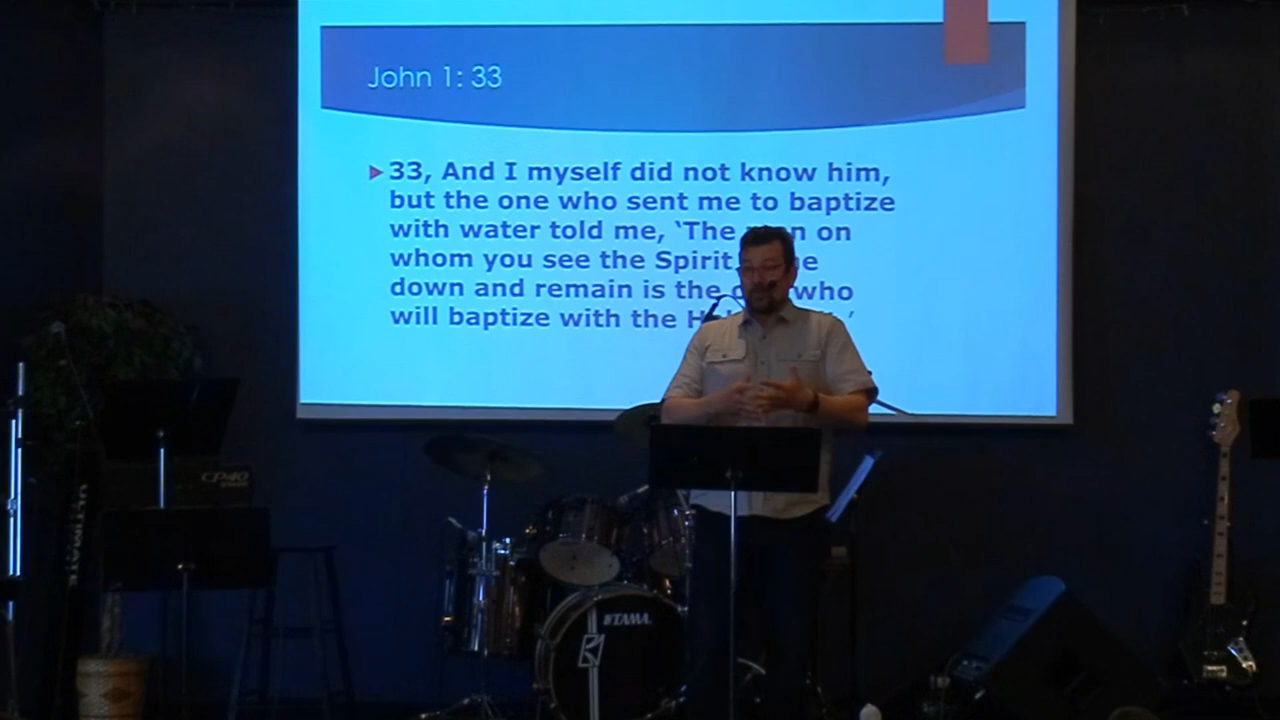 John 1: 33
33, And I myself did not know him,
but the one who sent me to baptize
with water told me, ‘The on
whom you see the Spirit
down and remain is the who
will baptize with the ’
CP40
ULTIMATE
TAMA